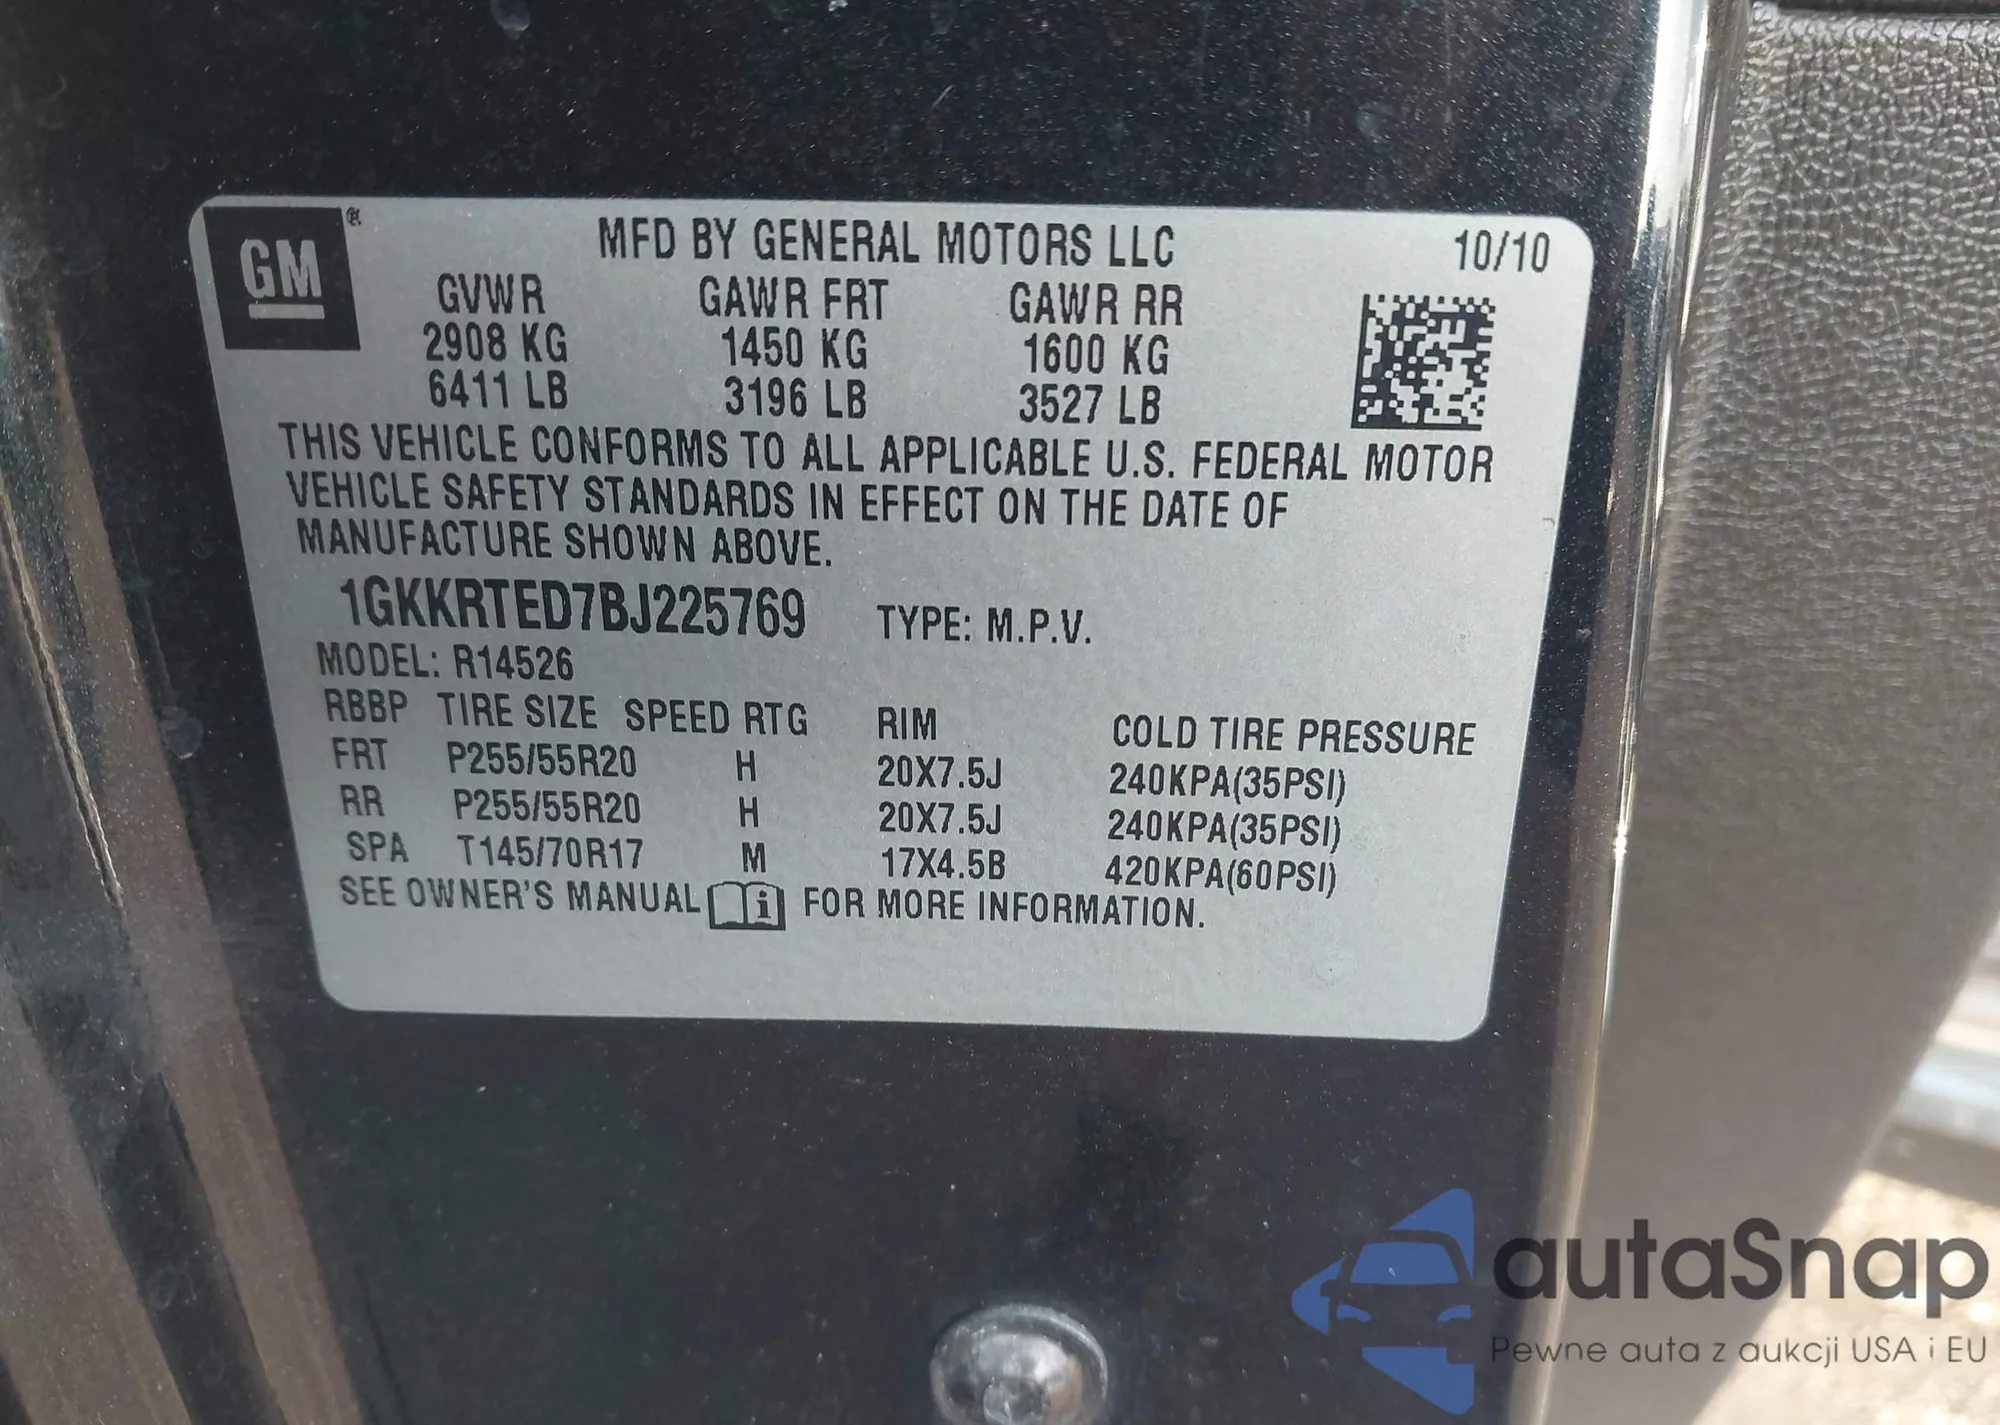 GM ®
MFD BY GENERAL MOTORS LLC 10/10
GVWR GAWR FRT GAWR RR
2908 KG 1450 KG 1600 KG
6411 LB 3196 LB 3527 LB
THIS VEHICLE CONFORMS TO ALL APPLICABLE U.S. FEDERAL MOTOR
VEHICLE SAFETY STANDARDS IN EFFECT ON THE DATE OF
MANUFACTURE SHOWN ABOVE.
1GKKRTED7BJ225769 TYPE: M.P.V.
MODEL: R14526
RBBP TIRE SIZE SPEED RTG RIM COLD TIRE PRESSURE
FRT P255/55R20 H 20X7.5J 240KPA(35PSI)
RR P255/55R20 H 20X7.5J 240KPA(35PSI)
SPA T145/70R17 M 17X4.5B 420KPA(60PSI)
SEE OWNER'S MANUAL i FOR MORE INFORMATION.
autaSnap
Pewne auta z aukcji USA i EU